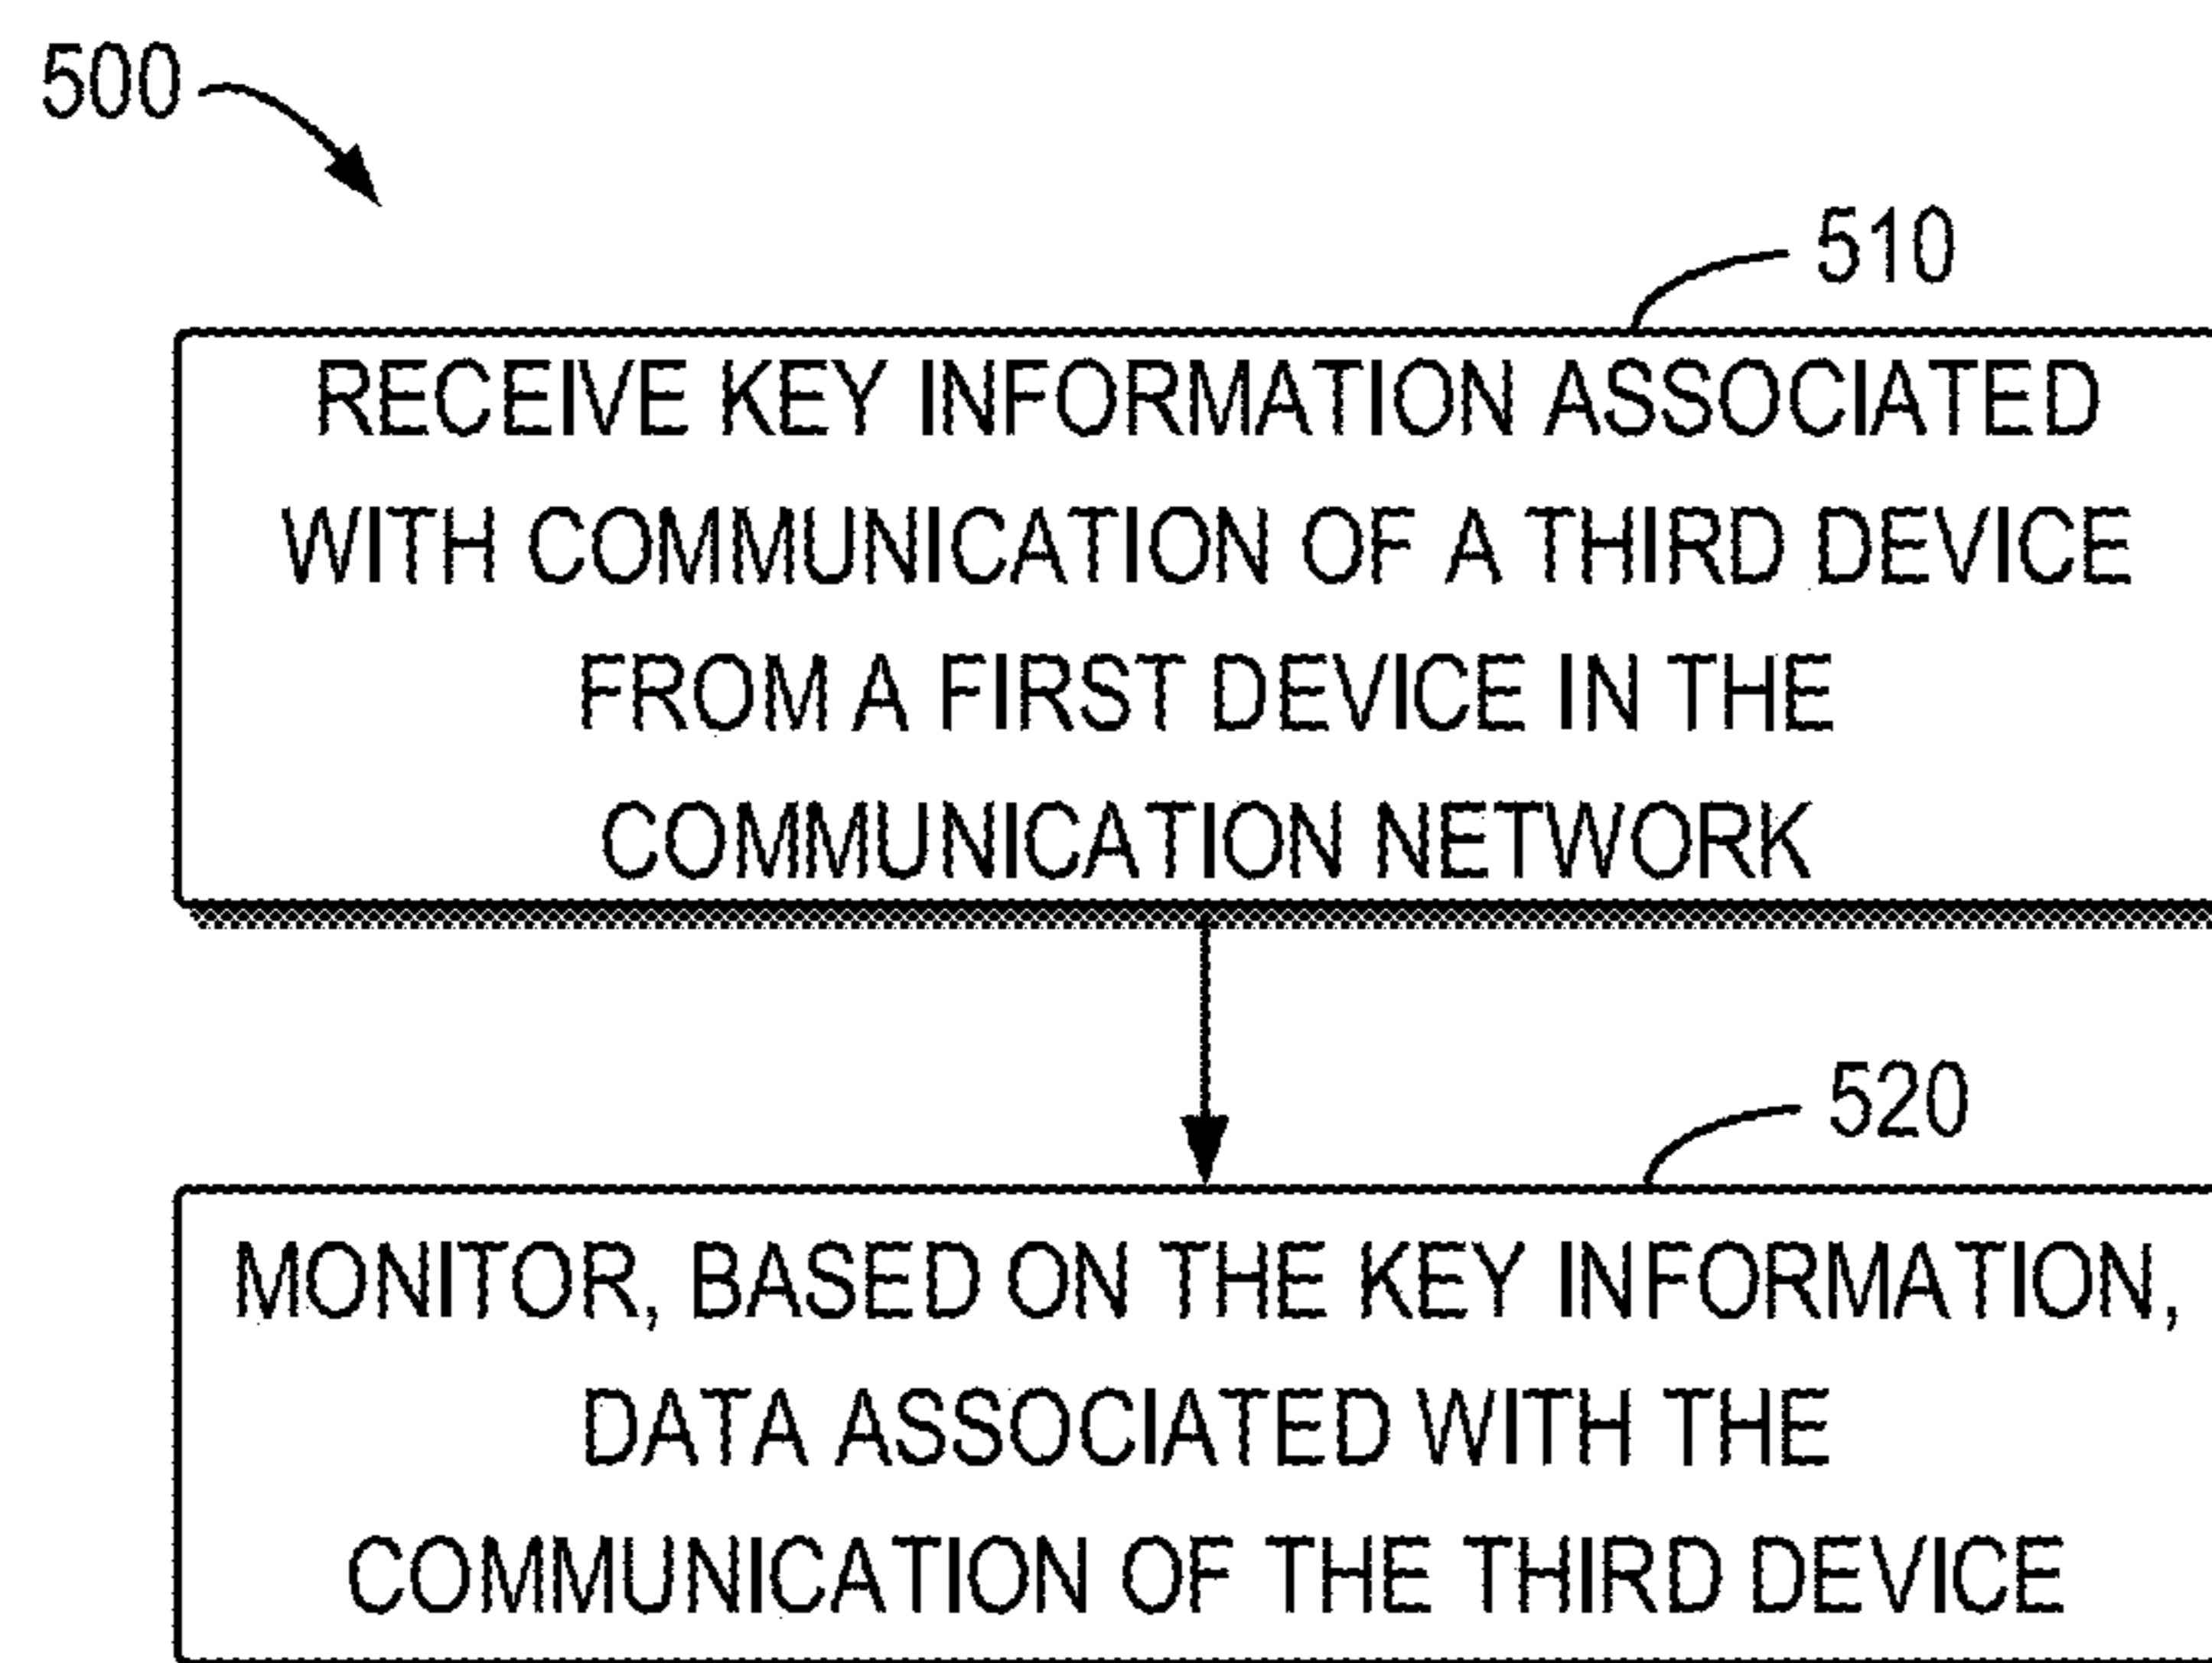 500
510
RECEIVE KEY INFORMATION ASSOCIATED
WITH COMMUNICATION OF A THIRD DEVICE
FROM A FIRST DEVICE IN THE
COMMUNICATION NETWORK
520
MONITOR, BASED ON THE KEY INFORMATION,
DATA ASSOCIATED WITH THE
COMMUNICATION OF THE THIRD DEVICE